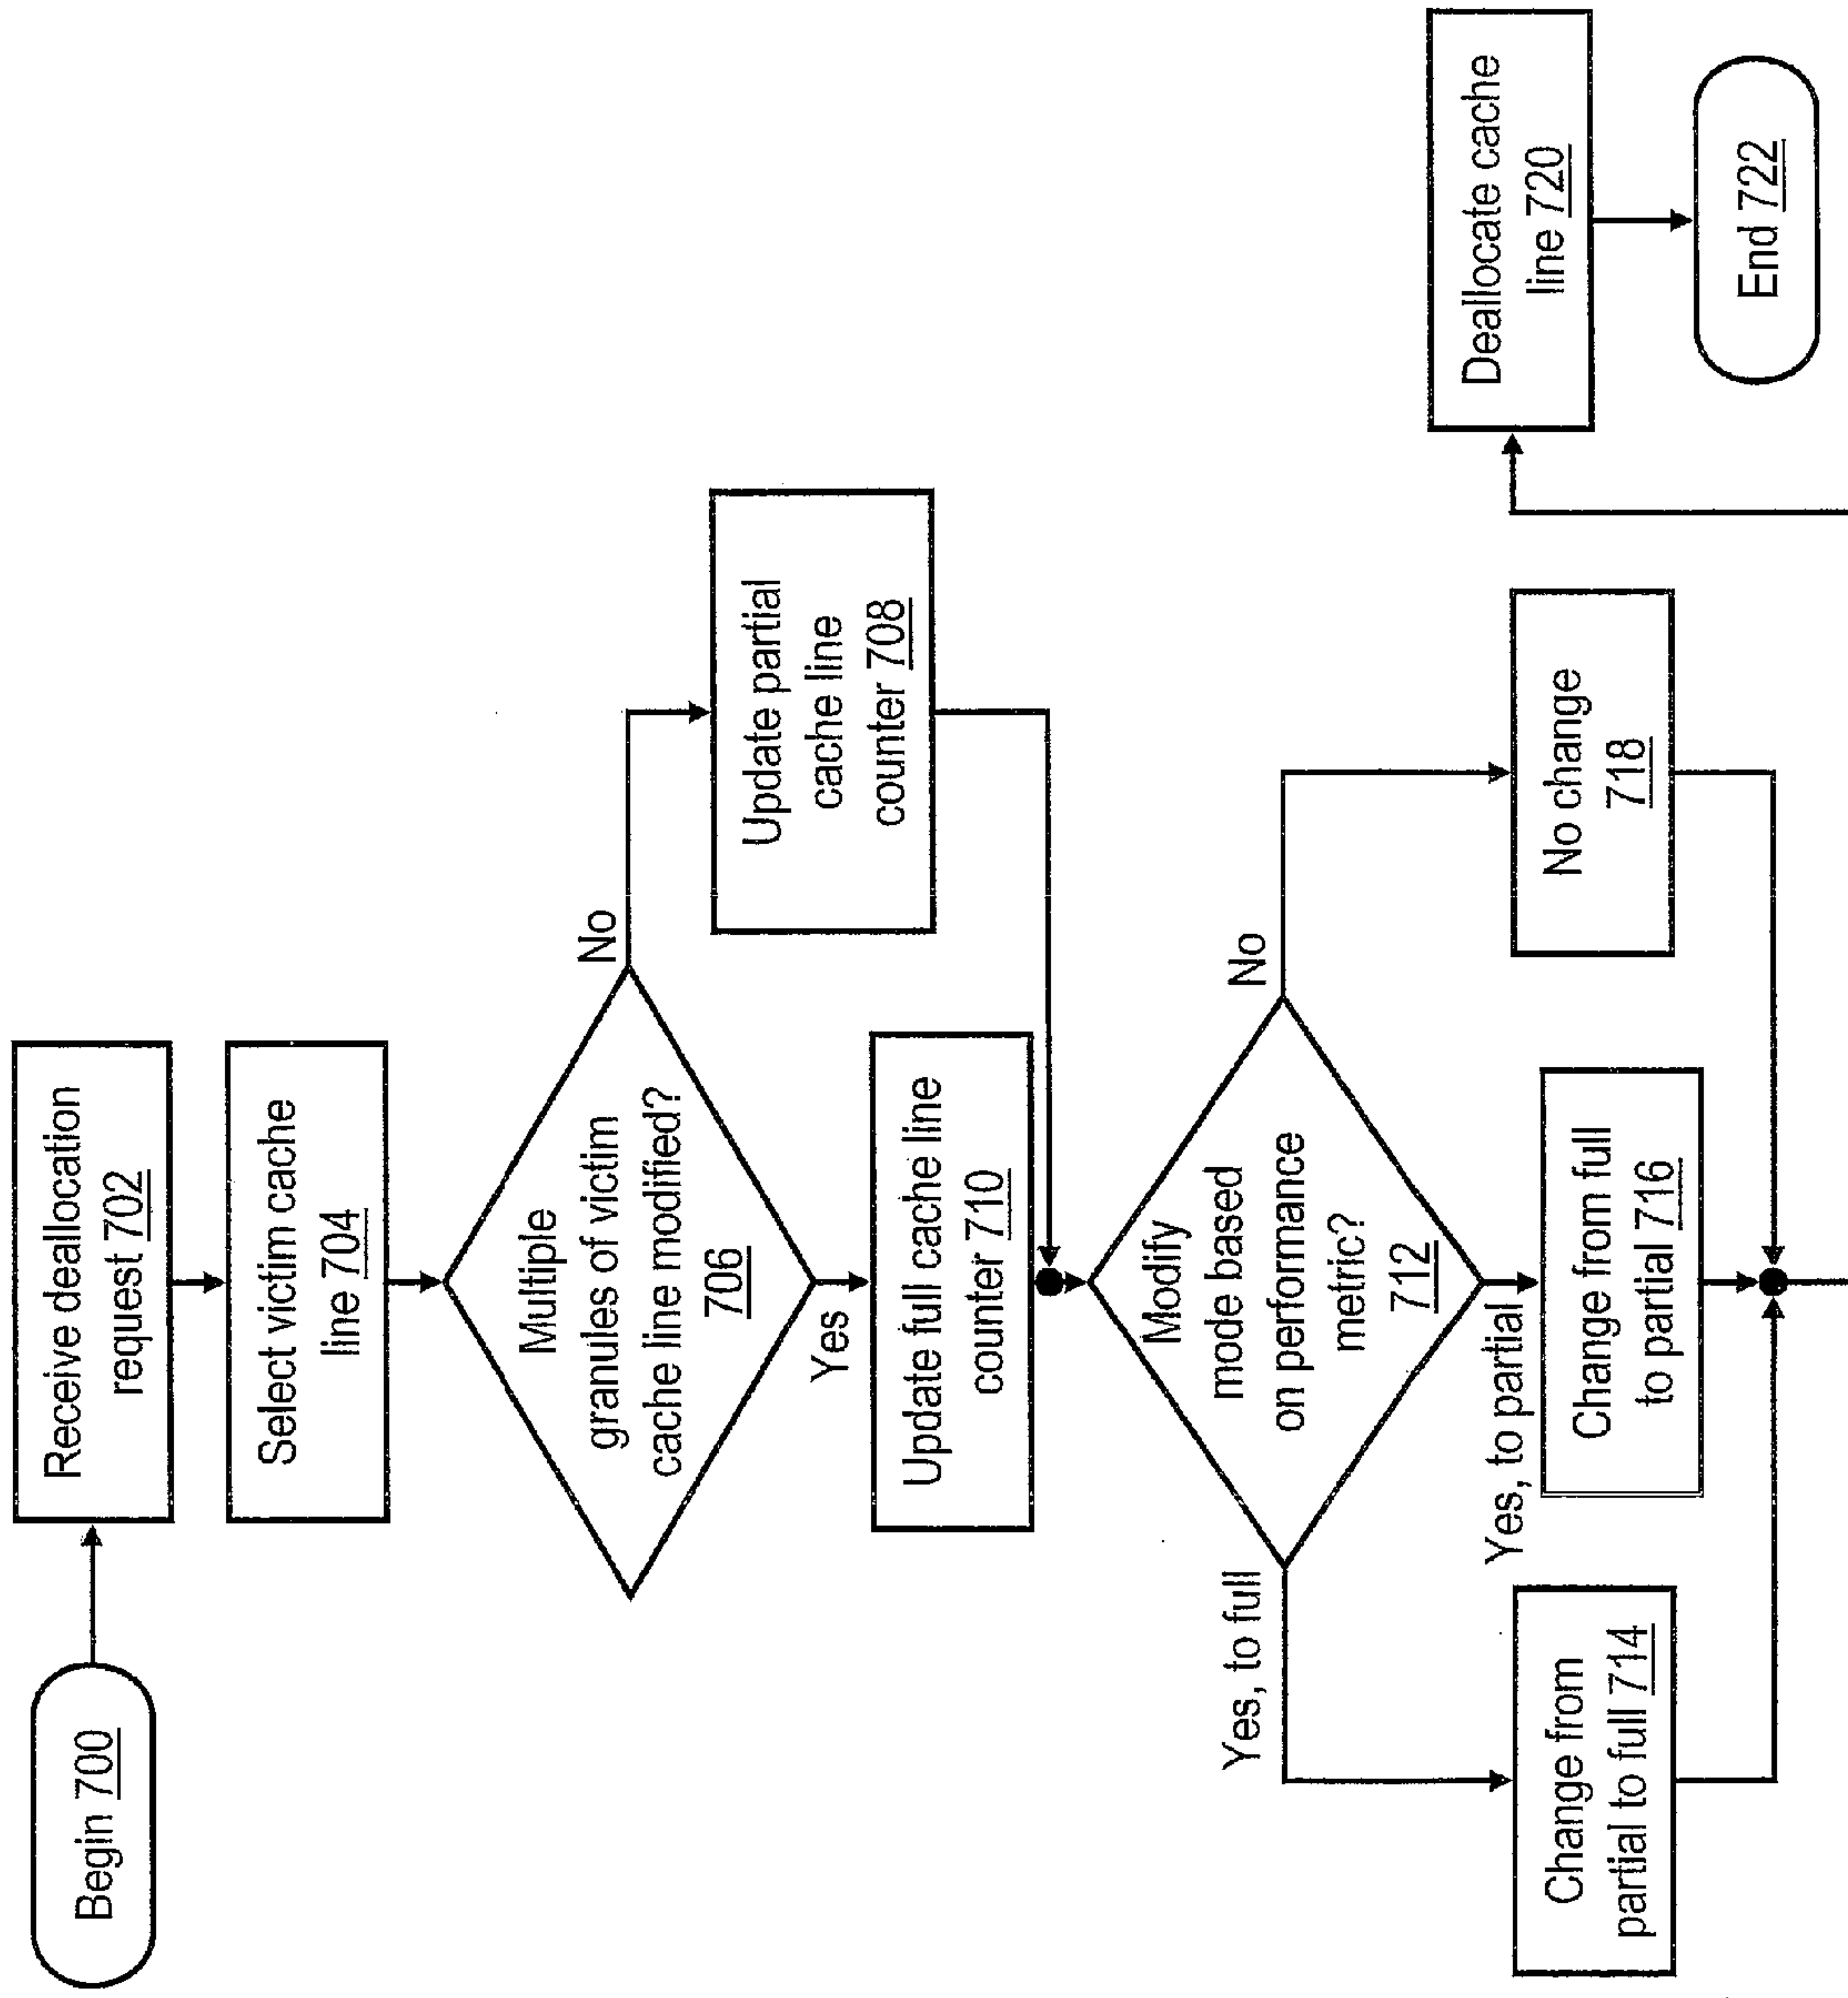 Begin 700
Receive deallocation
request 702
Select victim cache
line 704
Multiple
granules of victim
cache line modified?
706
No
Yes
Update partial
cache line
counter 708
Update full cache line
counter 710
Modify
mode based
on performance
metric?
712
Yes, to full
Yes, to partial
No
Change from
partial to full 714
Change from full
to partial 716
No change
718
Deallocate cache
line 720
End 722